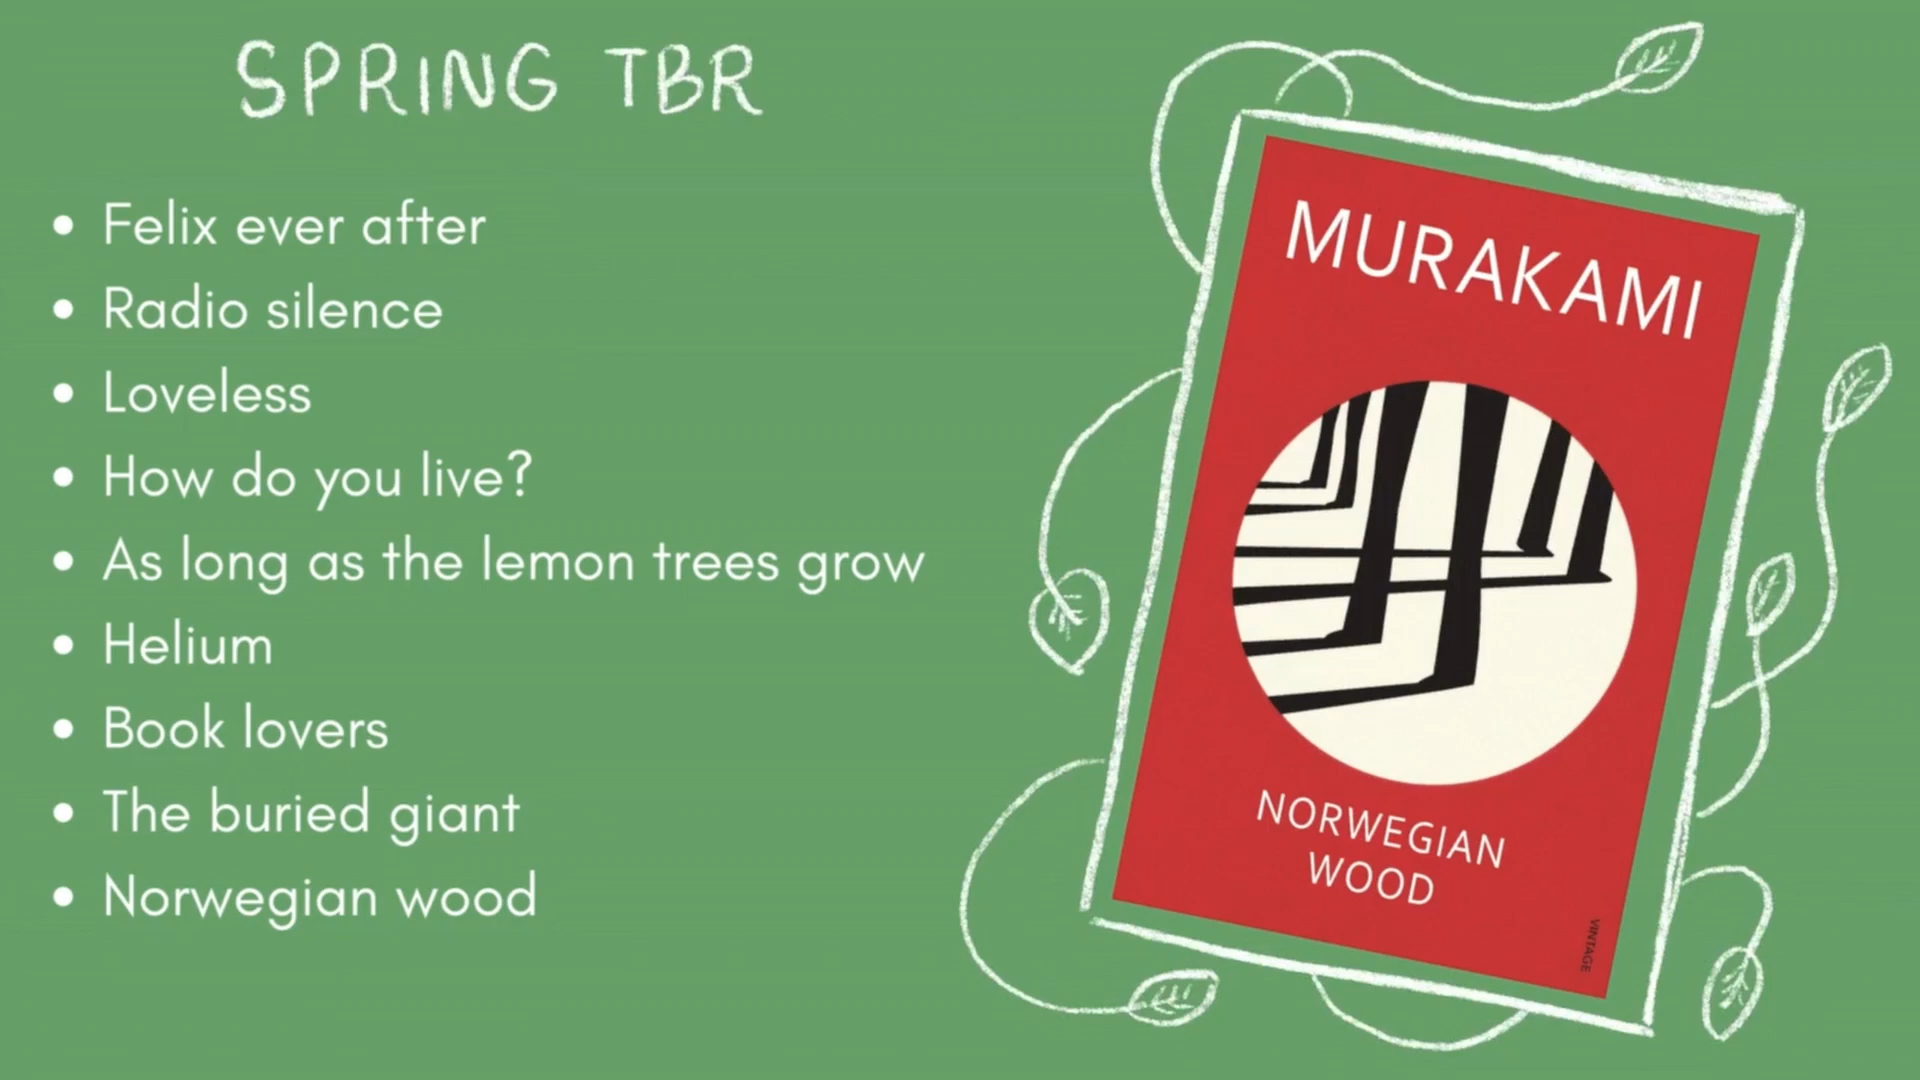 SPRING TBR
Felix ever after
Radio silence
Loveless
How do you live?
As long as the lemon trees grow
Helium
Book lovers
The buried giant
Norwegian wood
MURAKAMI
NORWEGIAN
WOOD
VINTAGE